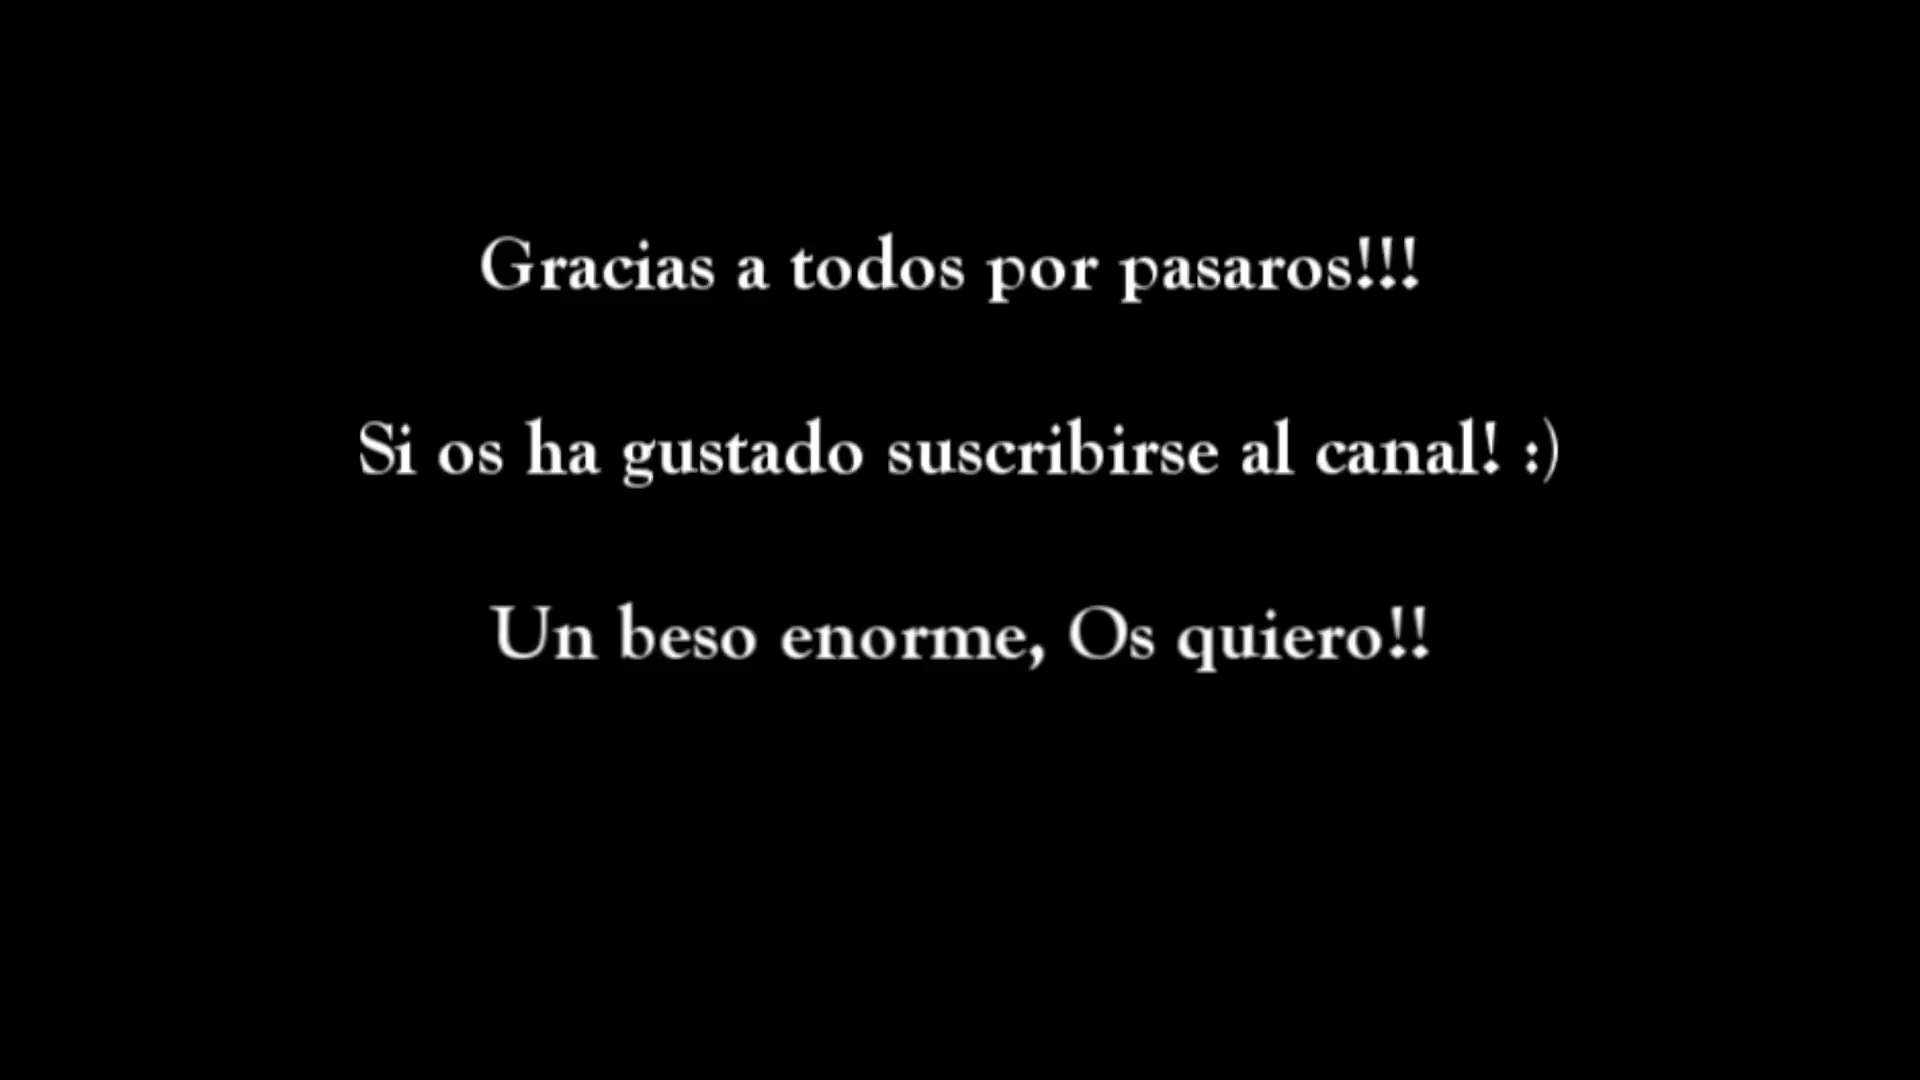 Gracias a todos por pasaros!!!
Si os ha gustado suscribirse al canal! :)
Un beso enorme, Os quiero!!